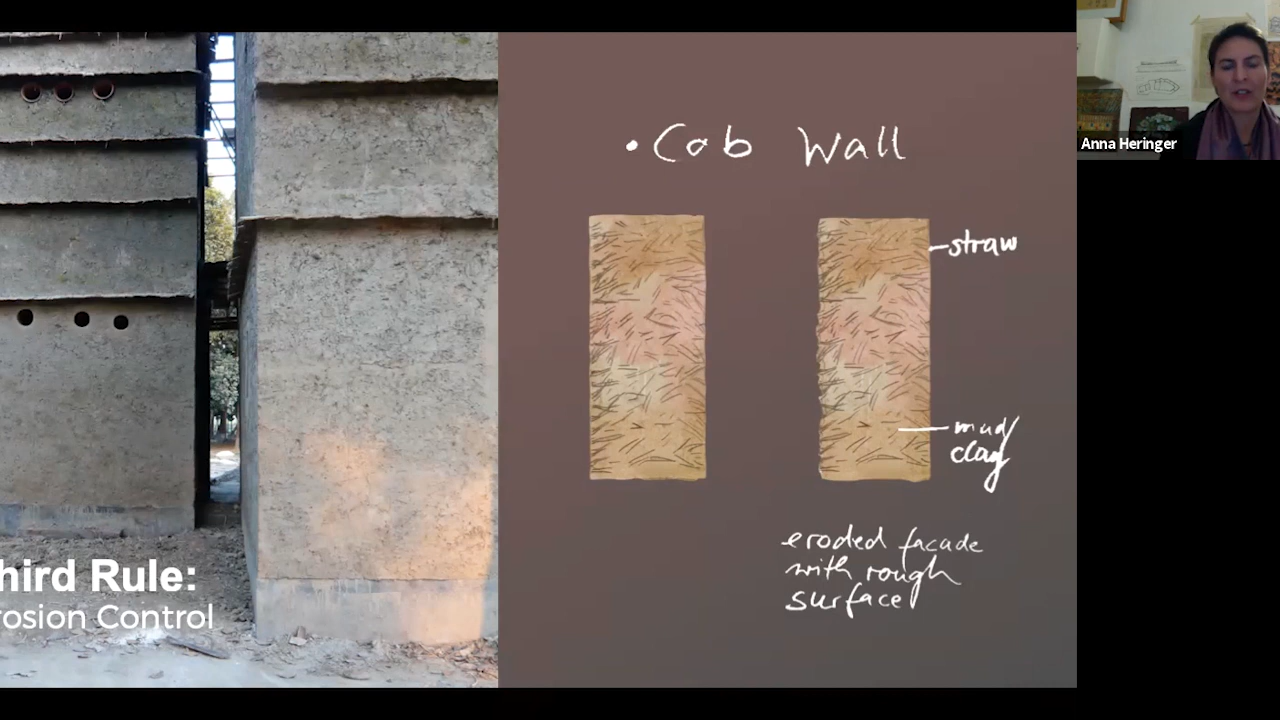 hird Rule:
rosion Control
• Cob Wall
straw
mud/
clay
eroded facade
with rough
surface
Anna Heringer